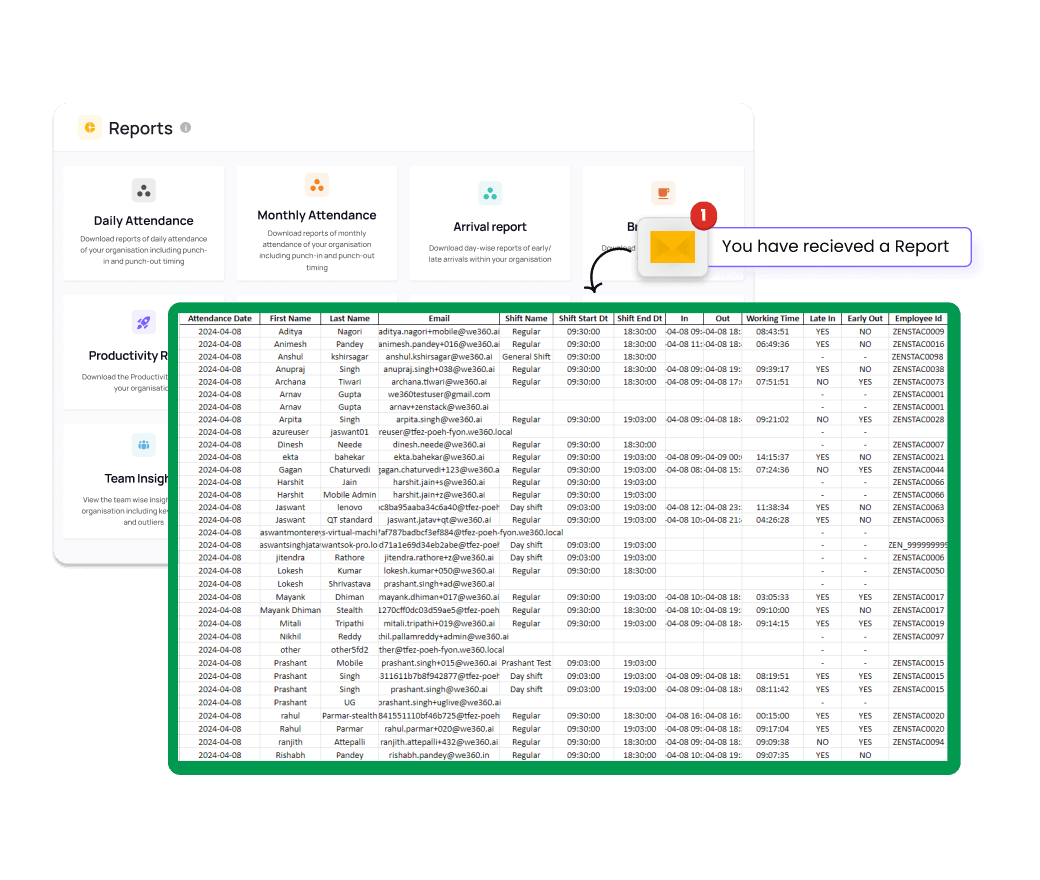 Reports
Daily Attendance
Download reports of daily attendance
of your organisation including punch-
in and punch-out timing
Monthly Attendance
Download reports of monthly
attendance of your organisation
including punch-in and punch-out
timing
Arrival report
Download day-wise reports of early/
late arrivals within your organisation
Br
Download
1
You have recieved a Report
Productivity R
Download the Productivit
your organisatio
Team Insigh
View the team wise insigh
organisation including key
and outliers
Attendance Date First Name Last Name Email Shift Name Shift Start Dt Shift End Dt In Out Working Time Late In Early Out Employee Id
2024-04-08 Aditya Nagori aditya.nagori+mobile@we360.ai Regular 09:30:00 18:30:00 -04-08 09: -04-08 18: 08:43:51 YES NO ZENSTAC0009
2024-04-08 Animesh Pandey animesh.pandey+016@we360.ai Regular 09:30:00 18:30:00 -04-08 11: -04-08 18: 06:49:36 YES NO ZENSTAC0016
2024-04-08 Anshul kshirsagar anshul.kshirsagar@we360.ai General Shift 09:30:00 18:30:00 - - ZENSTAC0098
2024-04-08 Anupraj Singh anupraj.singh+038@we360.ai Regular 09:30:00 18:30:00 -04-08 09: -04-08 19: 09:39:17 YES NO ZENSTAC0038
2024-04-08 Archana Tiwari archana.tiwari@we360.ai Regular 09:30:00 18:30:00 -04-08 09: -04-08 17: 07:51:51 NO YES ZENSTAC0073
2024-04-08 Arnav Gupta we360testuser@gmail.com - - ZENSTAC0001
2024-04-08 Arnav Gupta arnav+zenstack@we360.ai - - ZENSTAC0001
2024-04-08 Arpita Singh arpita.singh@we360.ai Regular 09:30:00 19:03:00 -04-08 09: -04-08 18: 09:21:02 NO YES ZENSTAC0028
2024-04-08 azureuser jaswant01 reuser@tfez-poeh-fyon.we360.local - -
2024-04-08 Dinesh Neede dinesh.neede@we360.ai Regular 09:30:00 18:30:00 - - ZENSTAC0007
2024-04-08 ekta bahekar ekta.bahekar@we360.ai Regular 09:30:00 19:03:00 -04-08 09: -04-09 00: 14:15:37 YES NO ZENSTAC0021
2024-04-08 Gagan Chaturvedi gagan.chaturvedi+123@we360.a Regular 09:30:00 19:03:00 -04-08 08: -04-08 15: 07:24:36 NO YES ZENSTAC0044
2024-04-08 Harshit Jain harshit.jain+s@we360.ai Regular 09:30:00 19:03:00 - - ZENSTAC0066
2024-04-08 Harshit Mobile Admin harshit.jain+z@we360.ai Regular 09:30:00 19:03:00 - - ZENSTAC0066
2024-04-08 Jaswant lenovo c8ba95aaba34c6a40@tfez-poeh Day shift 09:03:00 19:03:00 -04-08 12: -04-08 23: 11:38:34 YES NO ZENSTAC0063
2024-04-08 Jaswant QT standard jaswant.jatav+qt@we360.ai Regular 09:30:00 19:03:00 -04-08 10: -04-08 21: 04:26:28 YES NO ZENSTAC0063
2024-04-08 aswantmonterey s-virtual-machi 7af787badbcf3ef884@tfez-poeh-fyon.we360.local - -
2024-04-08 aswantsinghjata wantsok-pro.lo d71a1e69d34eb2abe@tfez-poeh Day shift 09:03:00 19:03:00 - - ZEN_999999999
2024-04-08 jitendra Rathore jitendra.rathore+z@we360.ai Day shift 09:03:00 19:03:00 - - ZENSTAC0006
2024-04-08 Lokesh Kumar lokesh.kumar+050@we360.ai Regular 09:30:00 18:30:00 - - ZENSTAC0050
2024-04-08 Lokesh Shrivastava prashant.singh+ad@we360.ai - -
2024-04-08 Mayank Dhiman mayank.dhiman+017@we360.ai Regular 09:30:00 19:03:00 -04-08 10: -04-08 18: 03:05:33 YES YES ZENSTAC0017
2024-04-08 Mayank Dhiman Stealth 1270cff0dc03d59ae5@tfez-poeh Regular 09:30:00 18:30:00 -04-08 09: -04-08 19: 09:10:00 YES NO ZENSTAC0017
2024-04-08 Mitali Tripathi mitali.tripathi+019@we360.ai Regular 09:30:00 19:03:00 -04-08 09: -04-08 18: 09:14:15 YES YES ZENSTAC0019
2024-04-08 Nikhil Reddy khil.pallamreddy+admin@we360.ai - - ZENSTAC0097
2024-04-08 other other5fd2 ther@tfez-poeh-fyon.we360.local - -
2024-04-08 Prashant Mobile prashant.singh+015@we360.ai Prashant Test 09:03:00 19:03:00 - - ZENSTAC0015
2024-04-08 Prashant Singh 311611b7b8f942877@tfez-poeh Day shift 09:03:00 19:03:00 -04-08 09: -04-08 18: 08:19:51 YES YES ZENSTAC0015
2024-04-08 Prashant Singh prashant.singh@we360.ai Day shift 09:03:00 19:03:00 -04-08 09: -04-08 18: 08:11:42 YES YES ZENSTAC0015
2024-04-08 Prashant UG prashant.singh+uglive@we360.ai - -
2024-04-08 rahul Parmar-stealth 841551110bf46b725@tfez-poeh Regular 09:30:00 18:30:00 -04-08 16: -04-08 16: 00:15:00 YES YES ZENSTAC0020
2024-04-08 Rahul Parmar rahul.parmar+020@we360.ai Regular 09:30:00 19:03:00 -04-08 09: -04-08 18: 09:17:04 YES YES ZENSTAC0020
2024-04-08 ranjith Attepalli ranjith.attepalli+432@we360.ai Regular 09:30:00 18:30:00 -04-08 09: -04-08 18: 09:09:38 NO YES ZENSTAC0094
2024-04-08 Rishabh Pandey rishabh.pandey@we360.in Regular 09:30:00 18:30:00 -04-08 10: -04-08 19: 09:07:35 YES NO